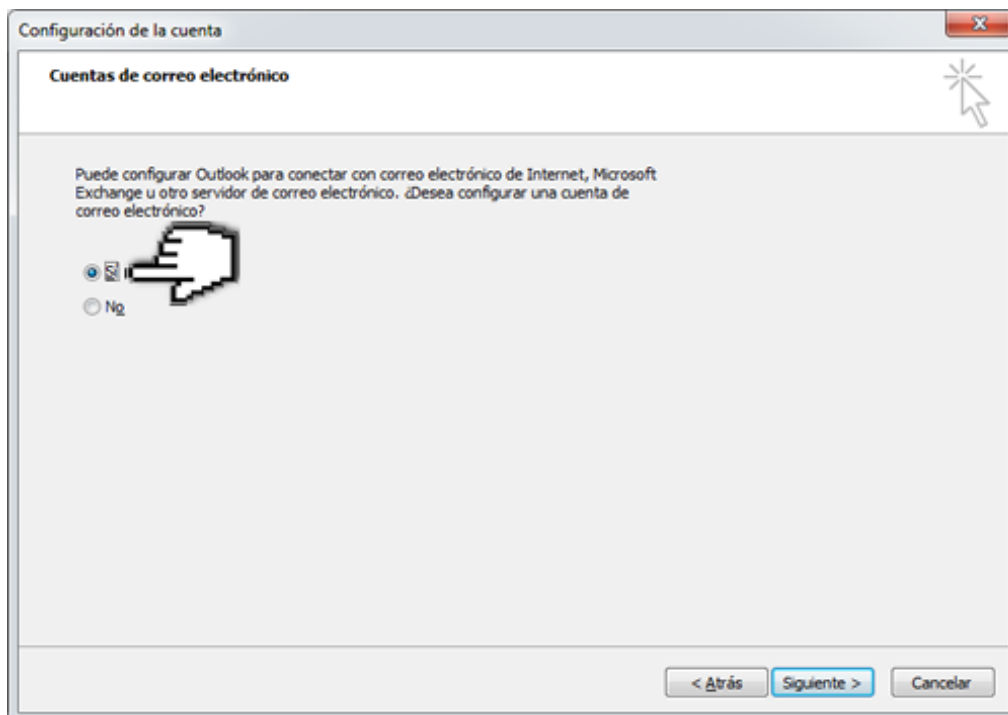 Configuración de la cuenta
Cuentas de correo electrónico
Puede configurar Outlook para conectar con correo electrónico de Internet, Microsoft
Exchange u otro servidor de correo electrónico. ¿Desea configurar una cuenta de
correo electrónico?
Sí
No
< Atrás
Siguiente >
Cancelar